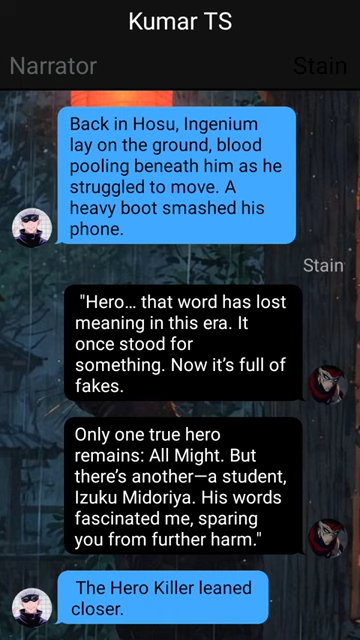 Kumar TS
Narrator
Stain
Back in Hosu, Ingenium
lay on the ground, blood
pooling beneath him as he
struggled to move. A
heavy boot smashed his
phone.
Stain
"Hero… that word has lost
meaning in this era. It
once stood for
something. Now it's full of
fakes.
Only one true hero
remains: All Might. But
there's another—a student,
Izuku Midoriya. His words
fascinated me, sparing
you from further harm."
The Hero Killer leaned
closer.